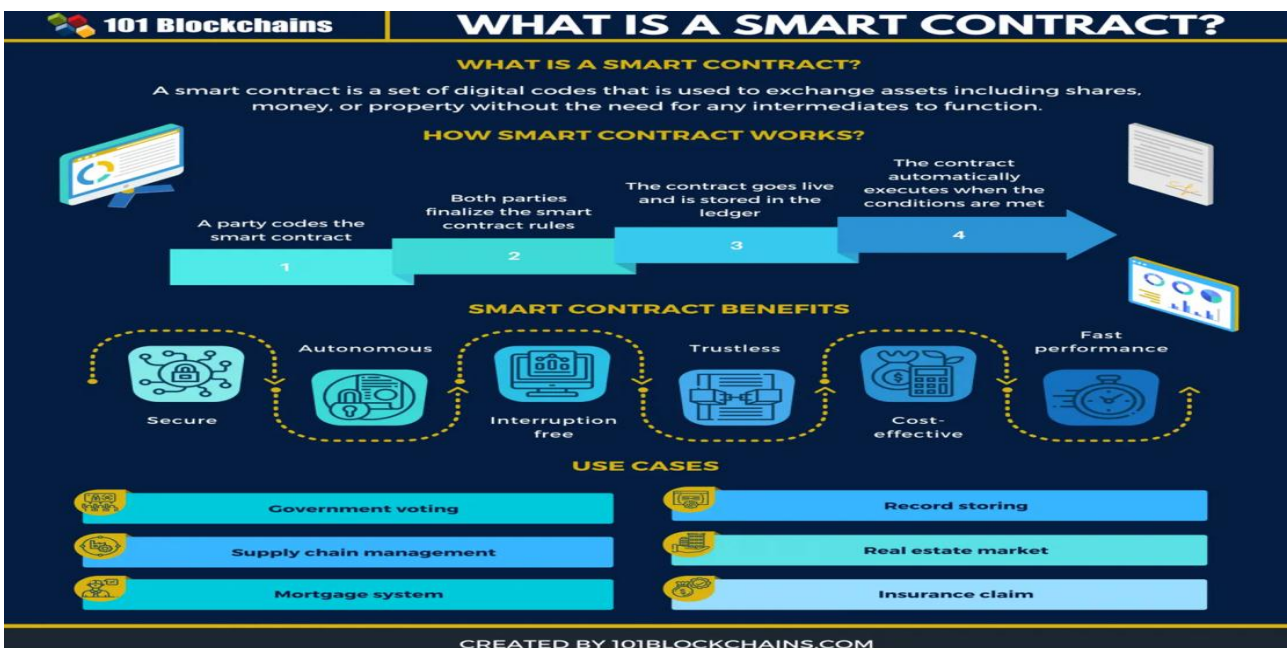 101 Blockchains
WHAT IS A SMART CONTRACT?
WHAT IS A SMART CONTRACT?
A smart contract is a set of digital codes that is used to exchange assets including shares,
money, or property without the need for any intermediates to function.
HOW SMART CONTRACT WORKS?
A party codes the
smart contract
1
Both parties
finalize the smart
contract rules
2
The contract goes live
and is stored in the
ledger
3
The contract
automatically
executes when the
conditions are met
4
SMART CONTRACT BENEFITS
Secure
Autonomous
Interruption
free
Trustless
Cost-
effective
Fast
performance
USE CASES
Government voting
Record storing
Supply chain management
Real estate market
Mortgage system
Insurance claim
CREATED BY 101BLOCKCHAINS.COM